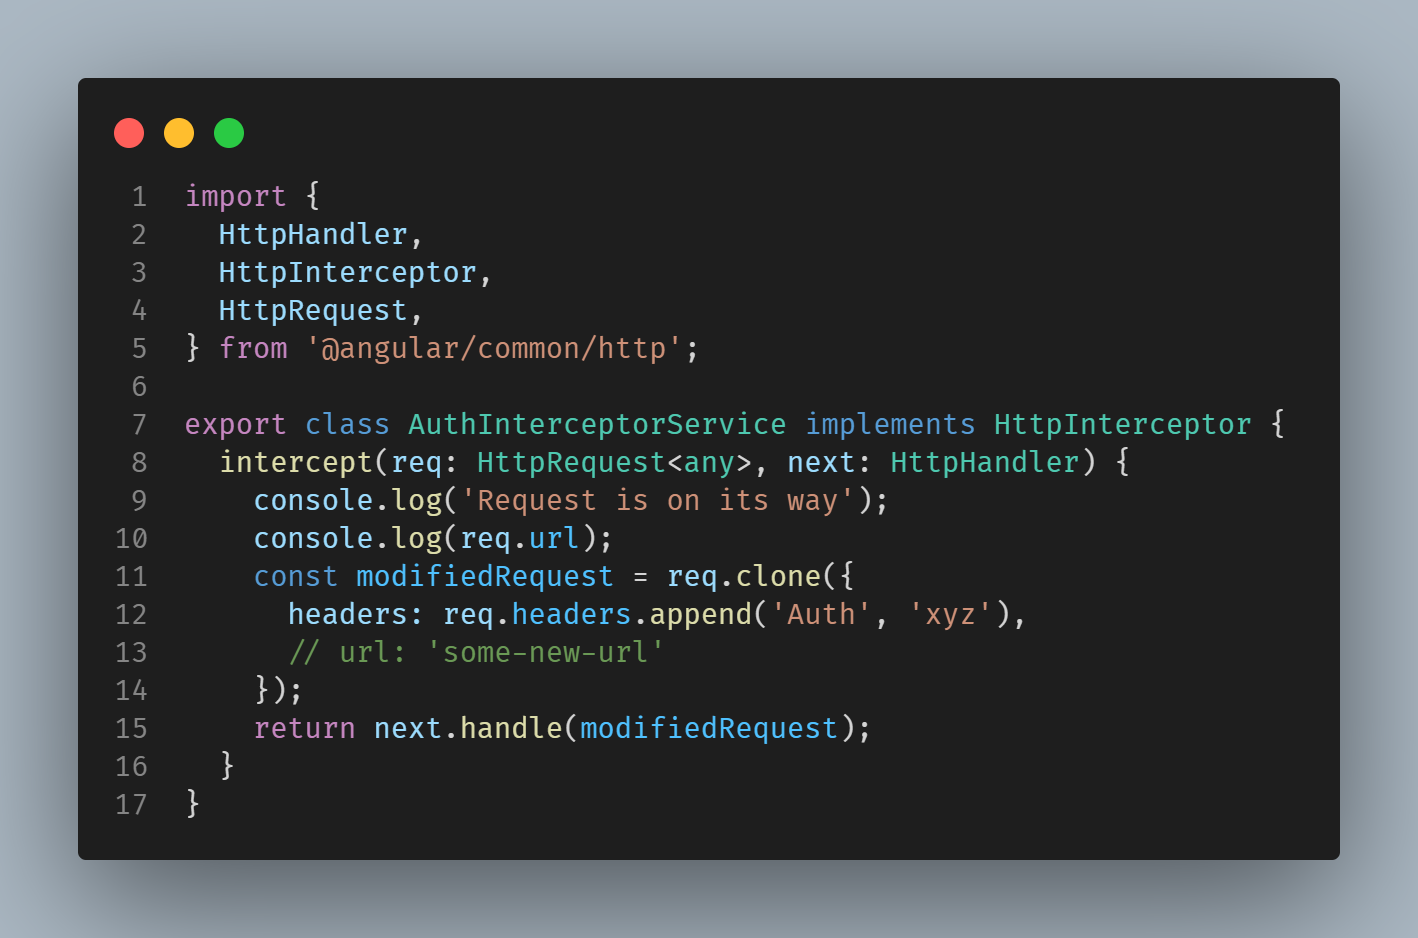 1 import {
2   HttpHandler,
3   HttpInterceptor,
4   HttpRequest,
5 } from '@angular/common/http';
6
7 export class AuthInterceptorService implements HttpInterceptor {
8   intercept(req: HttpRequest<any>, next: HttpHandler) {
9     console.log('Request is on its way');
10     console.log(req.url);
11     const modifiedRequest = req.clone({
12       headers: req.headers.append('Auth', 'xyz'),
13       // url: 'some-new-url'
14     });
15     return next.handle(modifiedRequest);
16   }
17 }